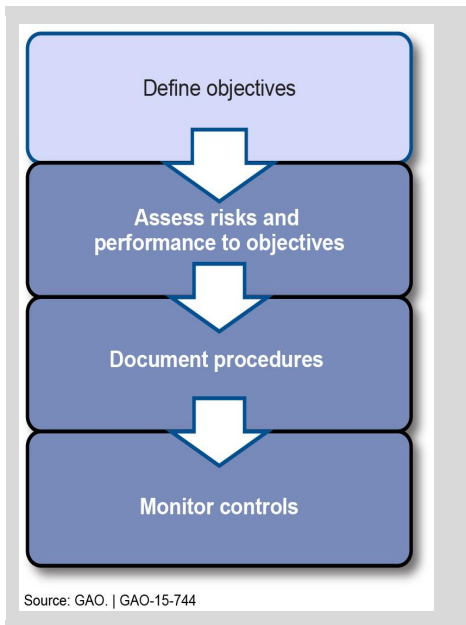 Define objectives
Assess risks and
performance to objectives
Document procedures
Monitor controls
Source: GAO. | GAO-15-744